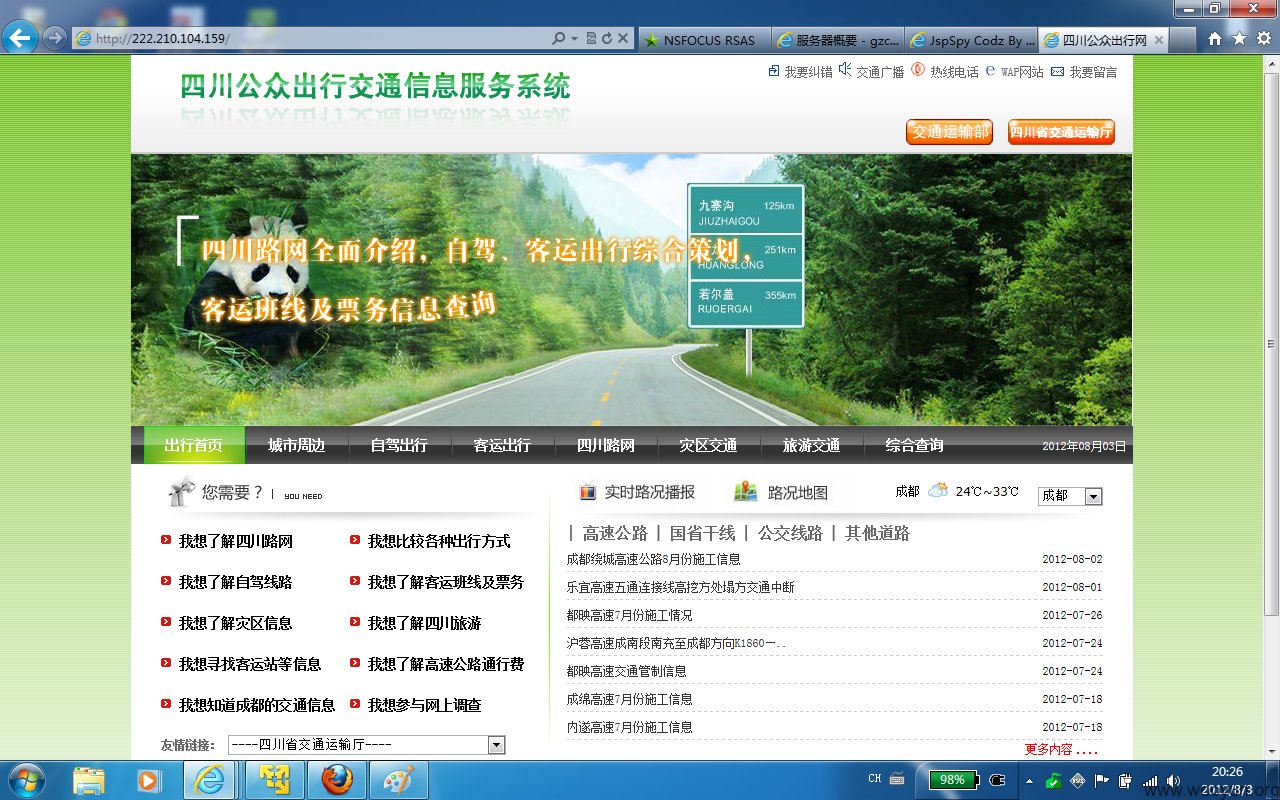 http://222.210.104.159/
NSFOCUS RSAS
服务器概要 - gzc...
JspSpy Codz By ...
四川公众出行网
四川公众出行交通信息服务系统
我要纠错 交通广播 热线电话 WAP网站 我要留言
交通运输部 四川省交通运输厅
九寨沟 125km
JIUZHAIGOU
251km
HUANGLONG
若尔盖 355km
RUOERGAI
四川路网全面介绍，自驾、客运出行综合策划，
客运班线及票务信息查询
出行首页 城市周边 自驾出行 客运出行 四川路网 灾区交通 旅游交通 综合查询 2012年08月03日
您需要？ | YOU NEED
实时路况播报 路况地图 成都 24℃~33℃ 成都
我想了解四川路网 我想比较各种出行方式
我想了解自驾线路 我想了解客运班线及票务
我想了解灾区信息 我想了解四川旅游
我想寻找客运站等信息 我想了解高速公路通行费
我想知道成都的交通信息 我想参与网上调查
友情链接： ----四川省交通运输厅----
| 高速公路 | 国省干线 | 公交线路 | 其他道路
成都绕城高速公路8月份施工信息 2012-08-02
乐宜高速五通连接线高挖方处塌方交通中断 2012-08-01
都映高速7月份施工情况 2012-07-26
沪蓉高速成南段南充至成都方向K1860－.. 2012-07-24
都映高速交通管制信息 2012-07-24
成绵高速7月份施工信息 2012-07-18
内遂高速7月份施工信息 2012-07-18
更多内容....
CH
98%
20:26
2012/8/3